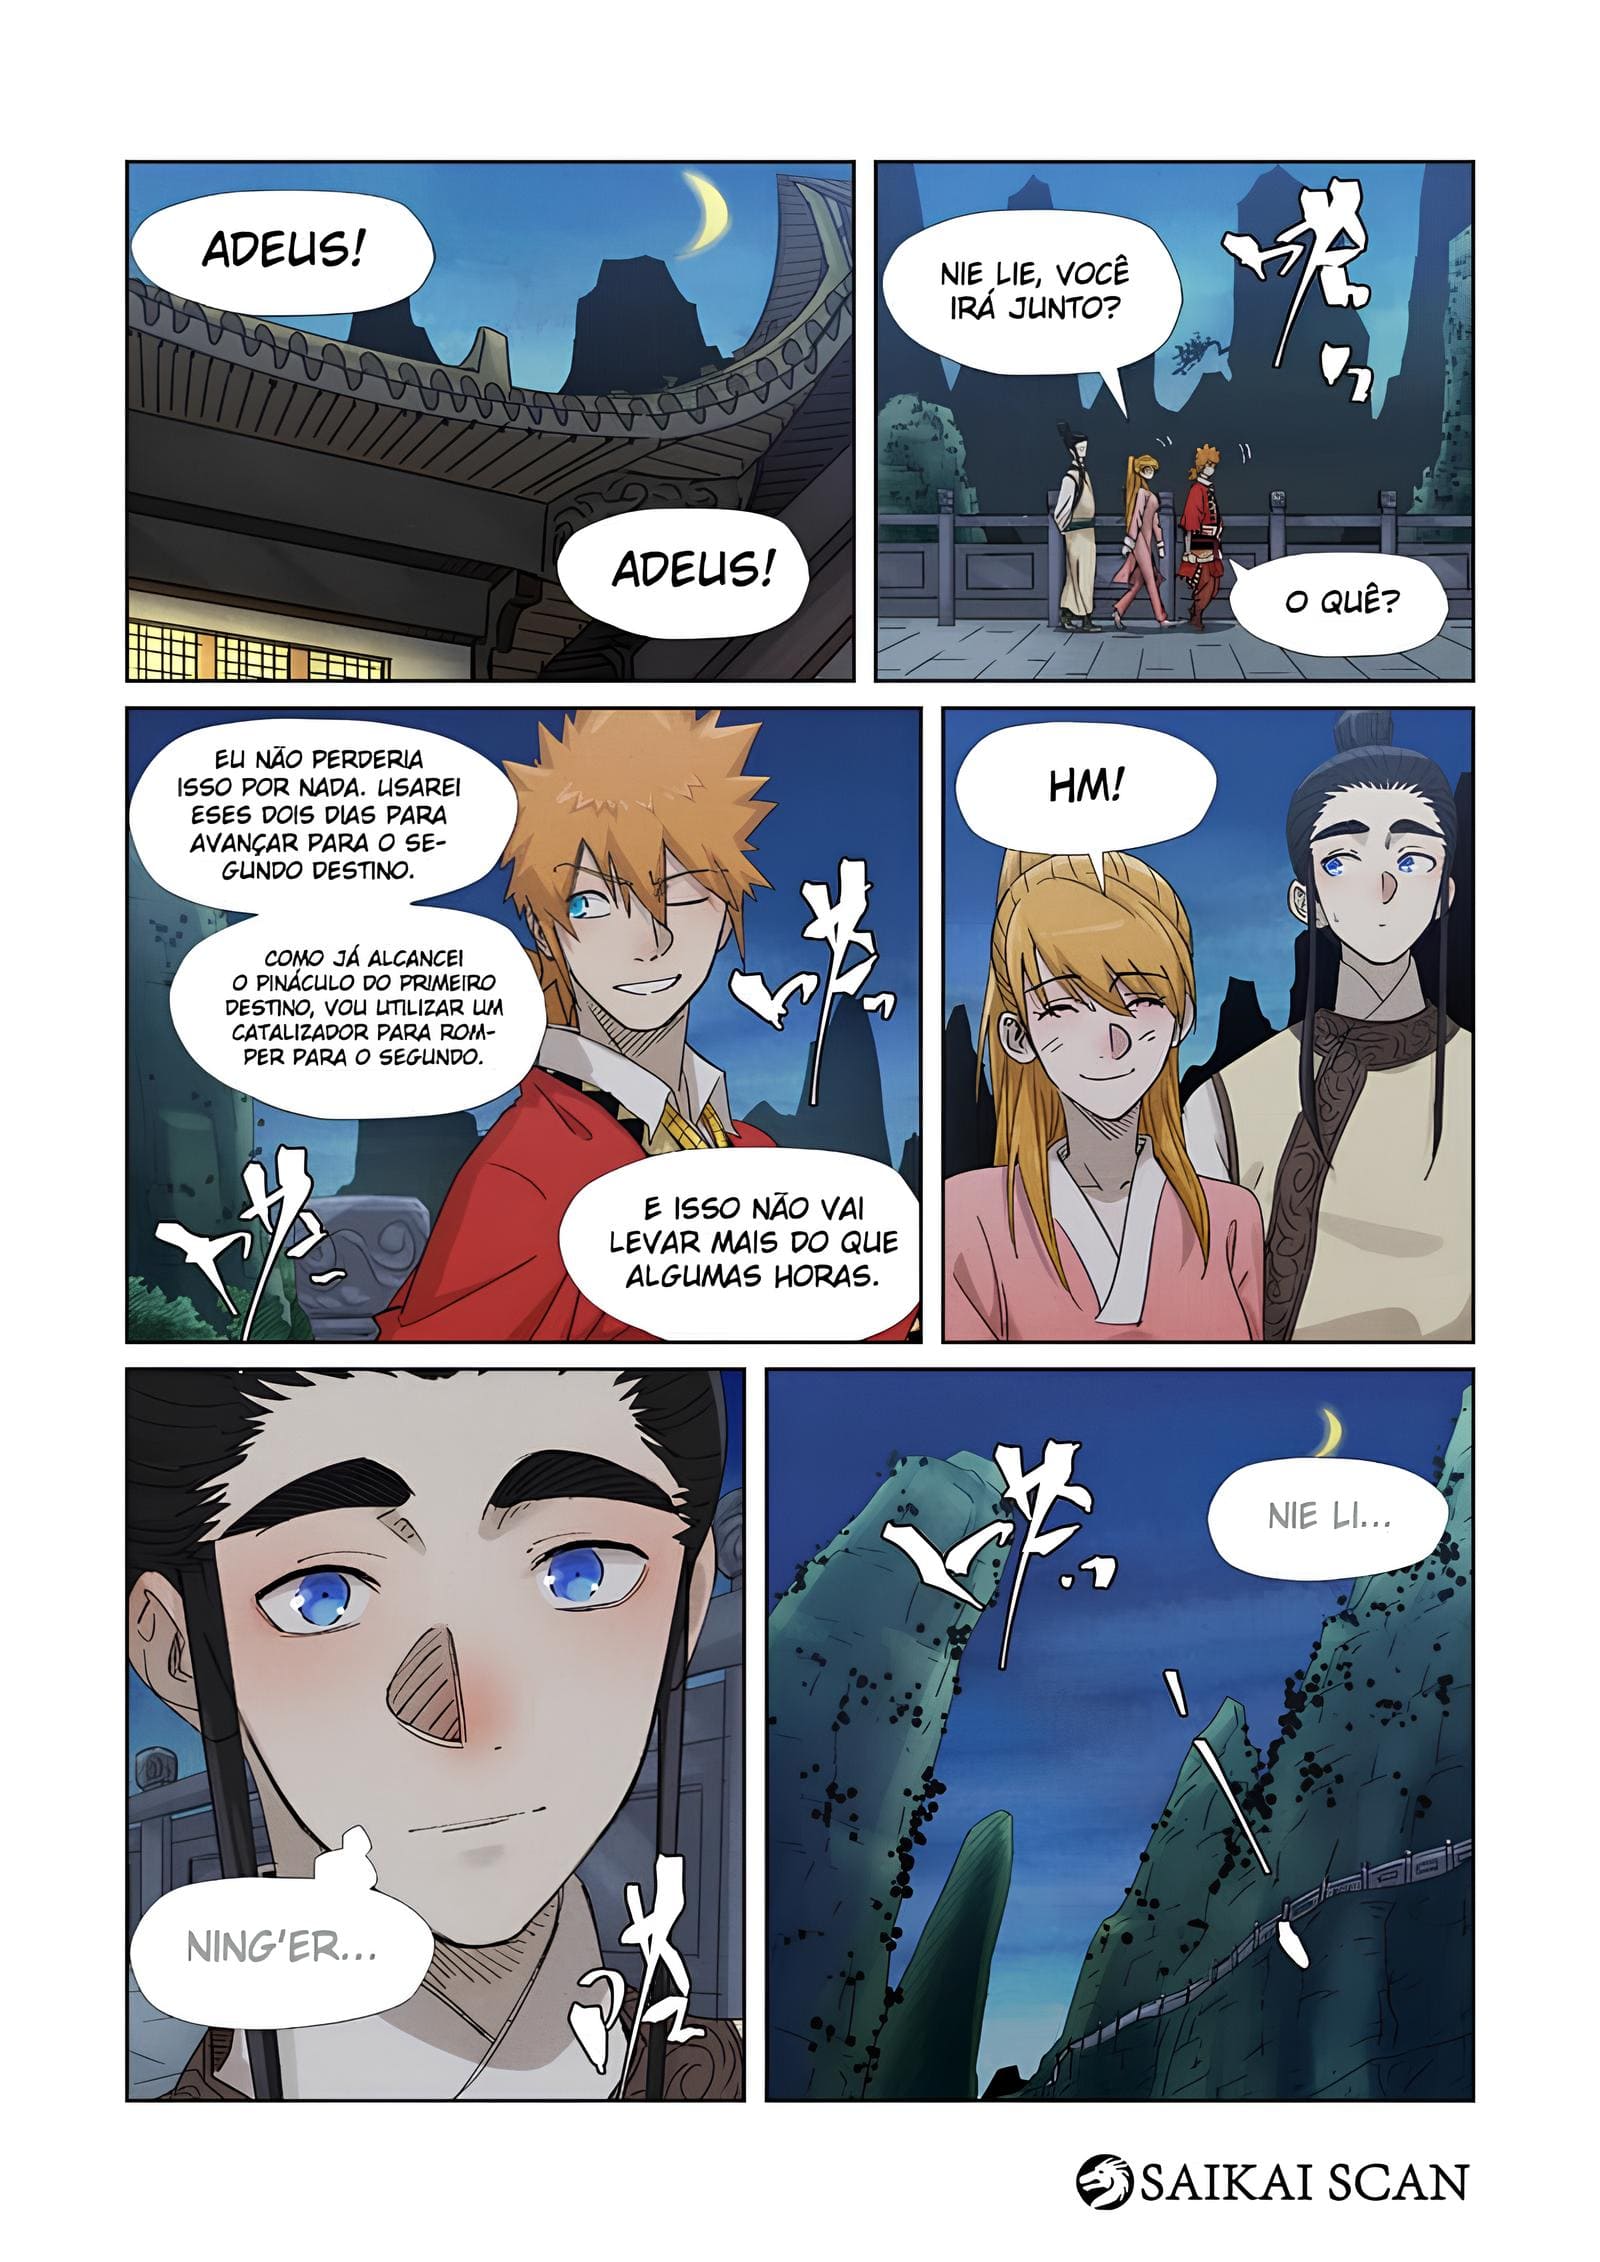 ADEUS!
ADEUS!
NIE LIE, VOCÊ
IRÁ JUNTO?
O QUÊ?
EU NÃO PERDERIA
ISSO POR NADA. USAREI
ESES DOIS DIAS PARA
AVANÇAR PARA O SE-
GUNDO DESTINO.
COMO JÁ ALCANCEI
O PINÁCULO DO PRIMEIRO
DESTINO, VOU UTILIZAR UM
CATALIZADOR PARA ROM-
PER PARA O SEGUNDO.
E ISSO NÃO VAI
LEVAR MAIS DO QUE
ALGUMAS HORAS.
HM!
NING'ER...
NIE LI...
SAIKAI SCAN